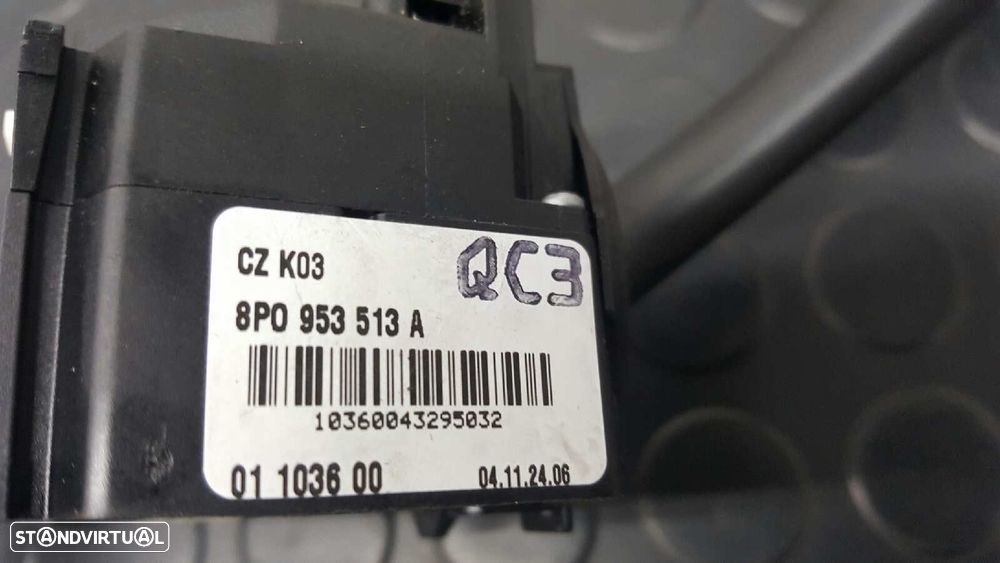 CZ K03
QC3
8P0 953 513 A
10360043295032
01 1036 00
04.11.24.06
STANDVIRTUAL